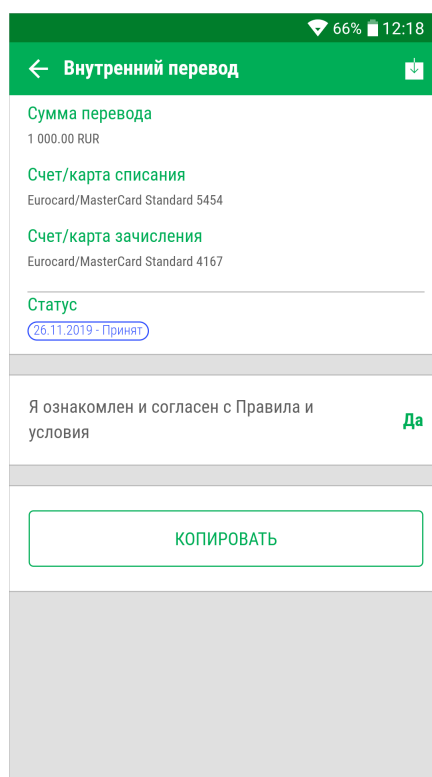 66% 12:18
Внутренний перевод
Сумма перевода
1 000.00 RUR
Счет/карта списания
Eurocard/MasterCard Standard 5454
Счет/карта зачисления
Eurocard/MasterCard Standard 4167
Статус
26.11.2019 - Принят
Я ознакомлен и согласен с Правила и
условия
Да
КОПИРОВАТЬ